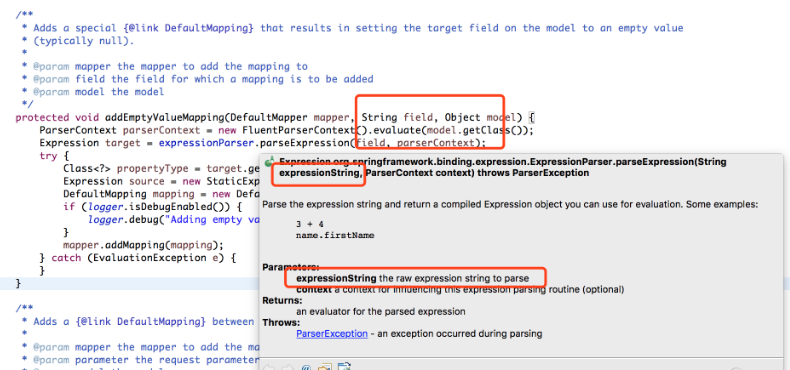 /**
 * Adds a special {@link DefaultMapping} that results in setting the target field on the model to an empty value
 * (typically null).
 *
 * @param mapper the mapper to add the mapping to
 * @param field the field for which a mapping is to be added
 * @param model the model
 */
protected void addEmptyValueMapping(DefaultMapper mapper, String field, Object model) {
ParserContext parserContext = new FluentParserContext().evaluate(model.getClass());
Expression target = expressionParser.parseExpression(field, parserContext);
try {
Class<?> propertyType = target.ge
Expression source = new StaticExp
DefaultMapping mapping = new Defa
if (logger.isDebugEnabled()) {
logger.debug("Adding empty va
}
mapper.addMapping(mapping);
} catch (EvaluationException e) {
}
}
Expression org.springframework.binding.expression.ExpressionParser.parseExpression(String
expressionString, ParserContext context) throws ParserException
Parse the expression string and return a compiled Expression object you can use for evaluation. Some examples:
3 + 4
name.firstName
Parameters:
expressionString the raw expression string to parse
context a context for influencing this expression parsing routine (optional)
Returns:
an evaluator for the parsed expression
Throws:
ParserException - an exception occurred during parsing
/**
 * Adds a {@link DefaultMapping} between
 *
 * @param mapper the mapper to add the ma
 * @param parameter the request parameter